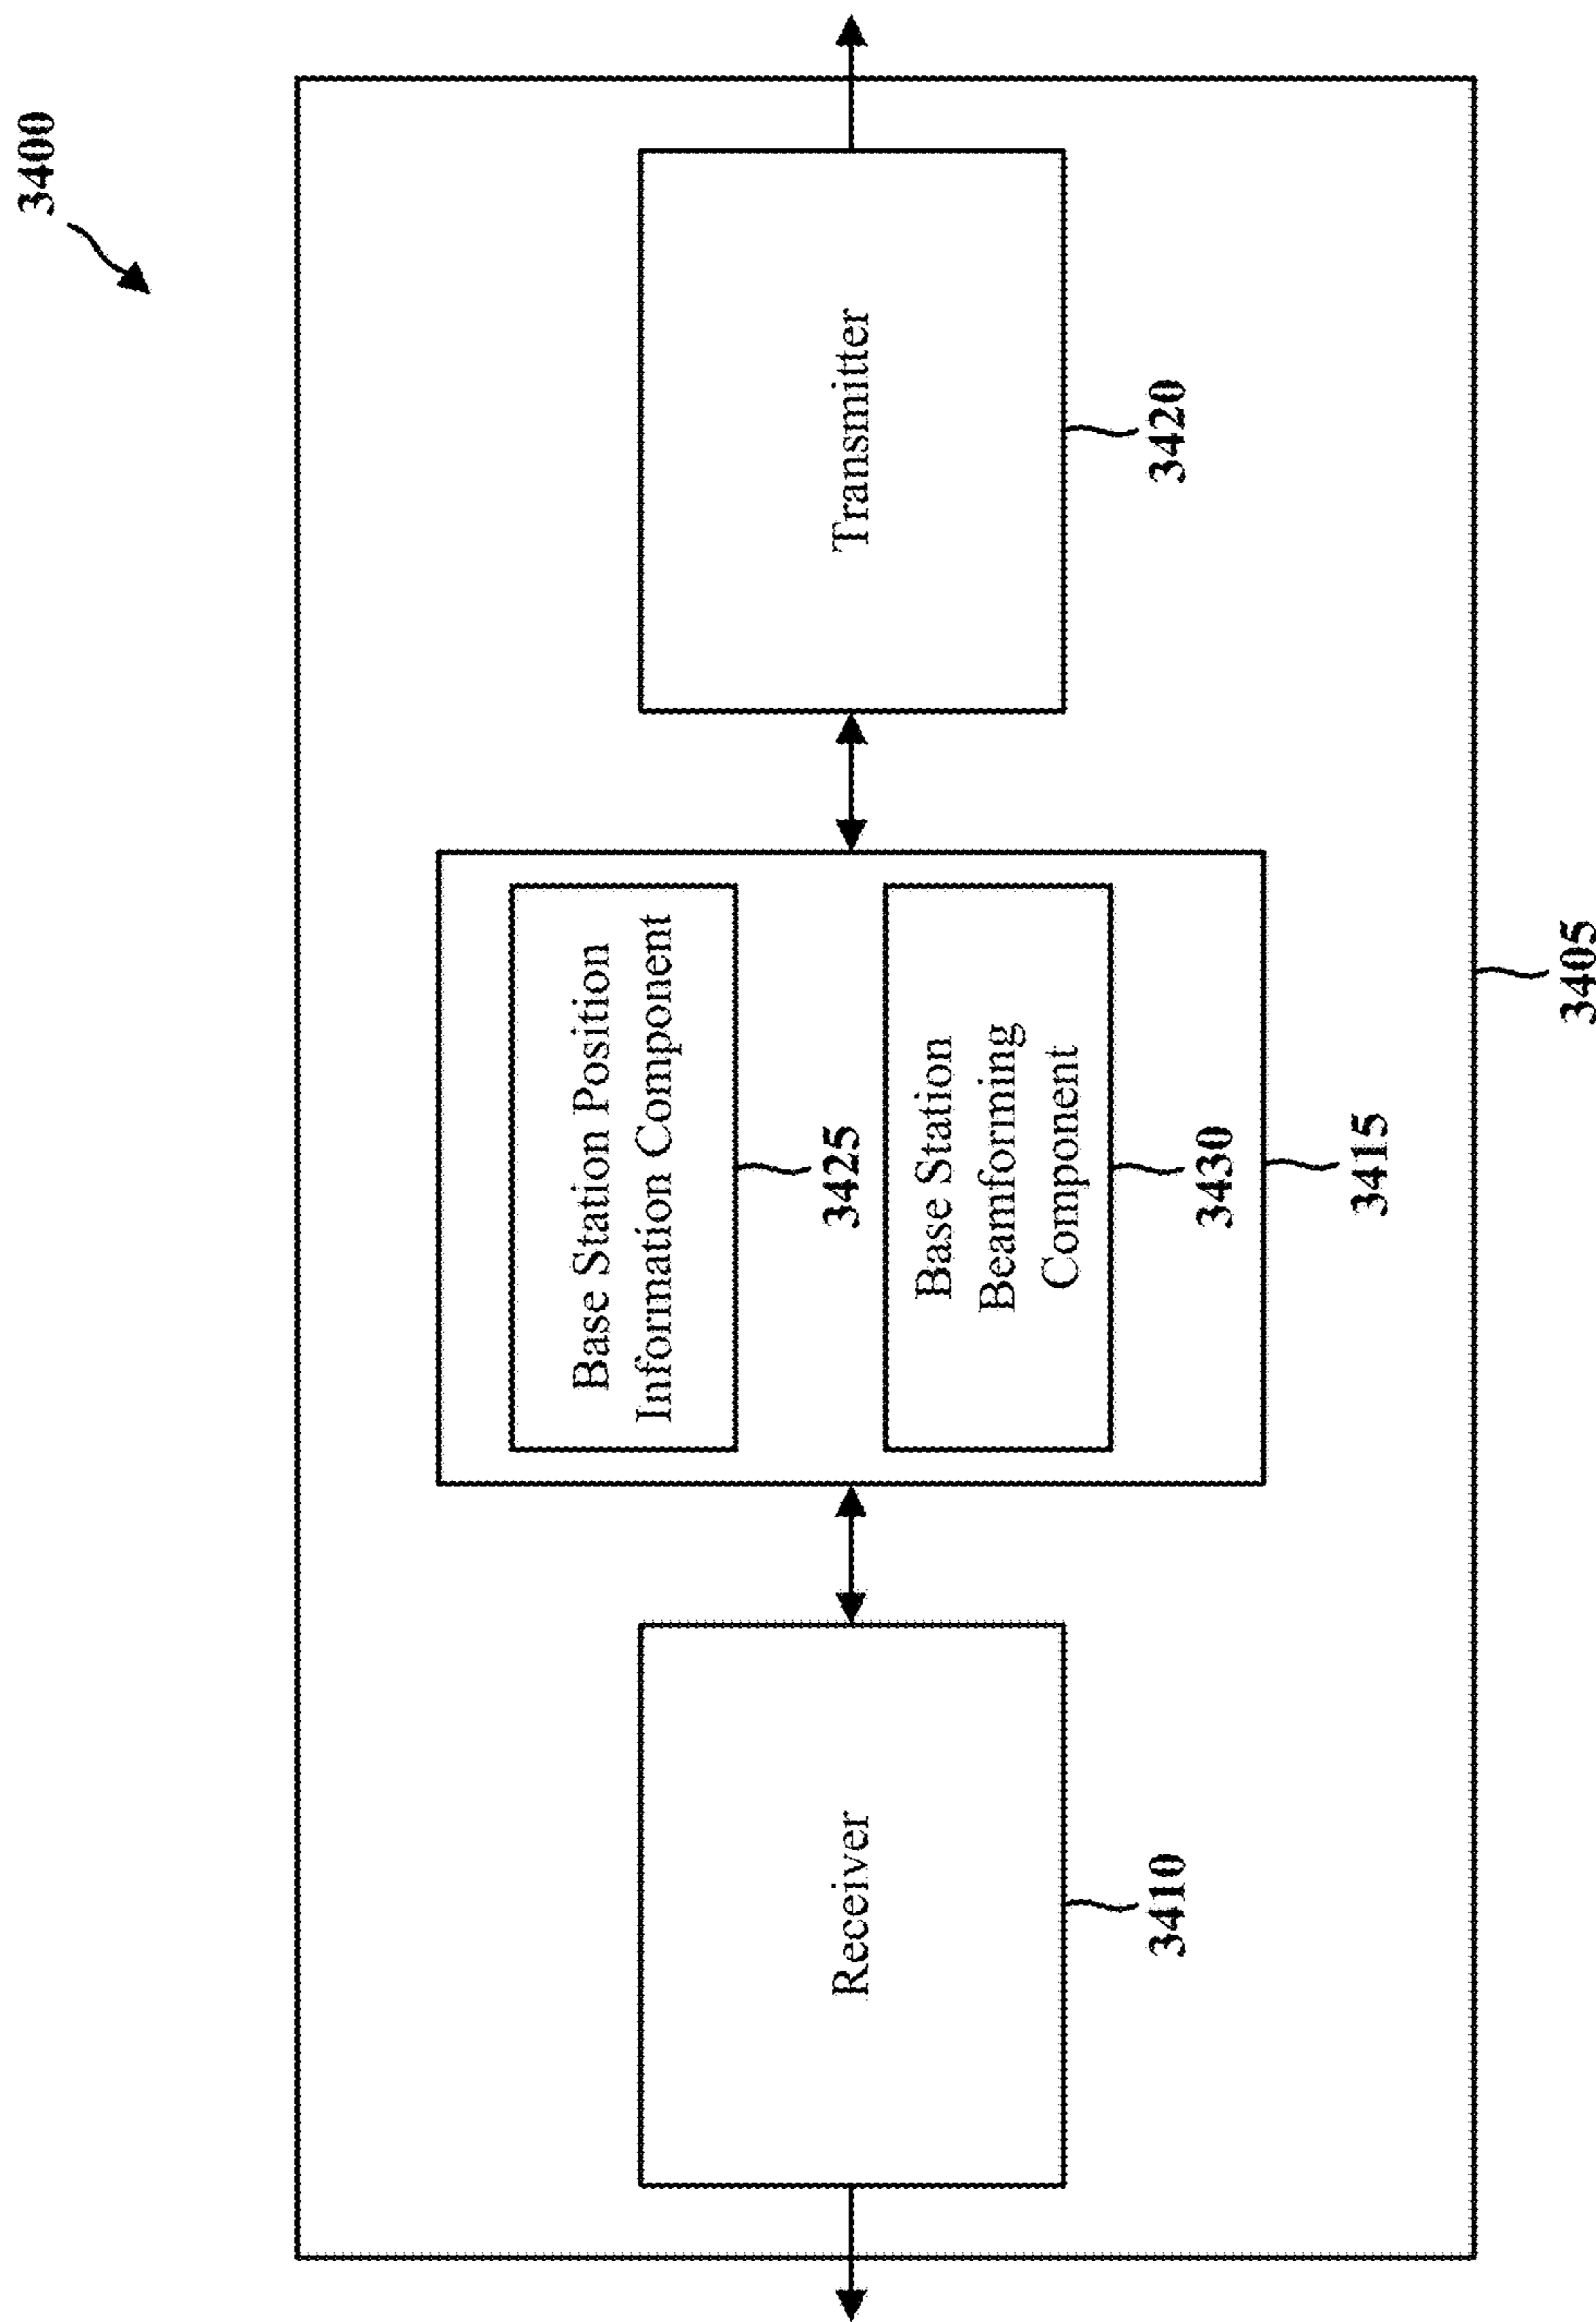 3400
Receiver
3410
Base Station Position
Information Component
3425
Base Station
Beamforming
Component
3430
3415
Transmitter
3420
3405